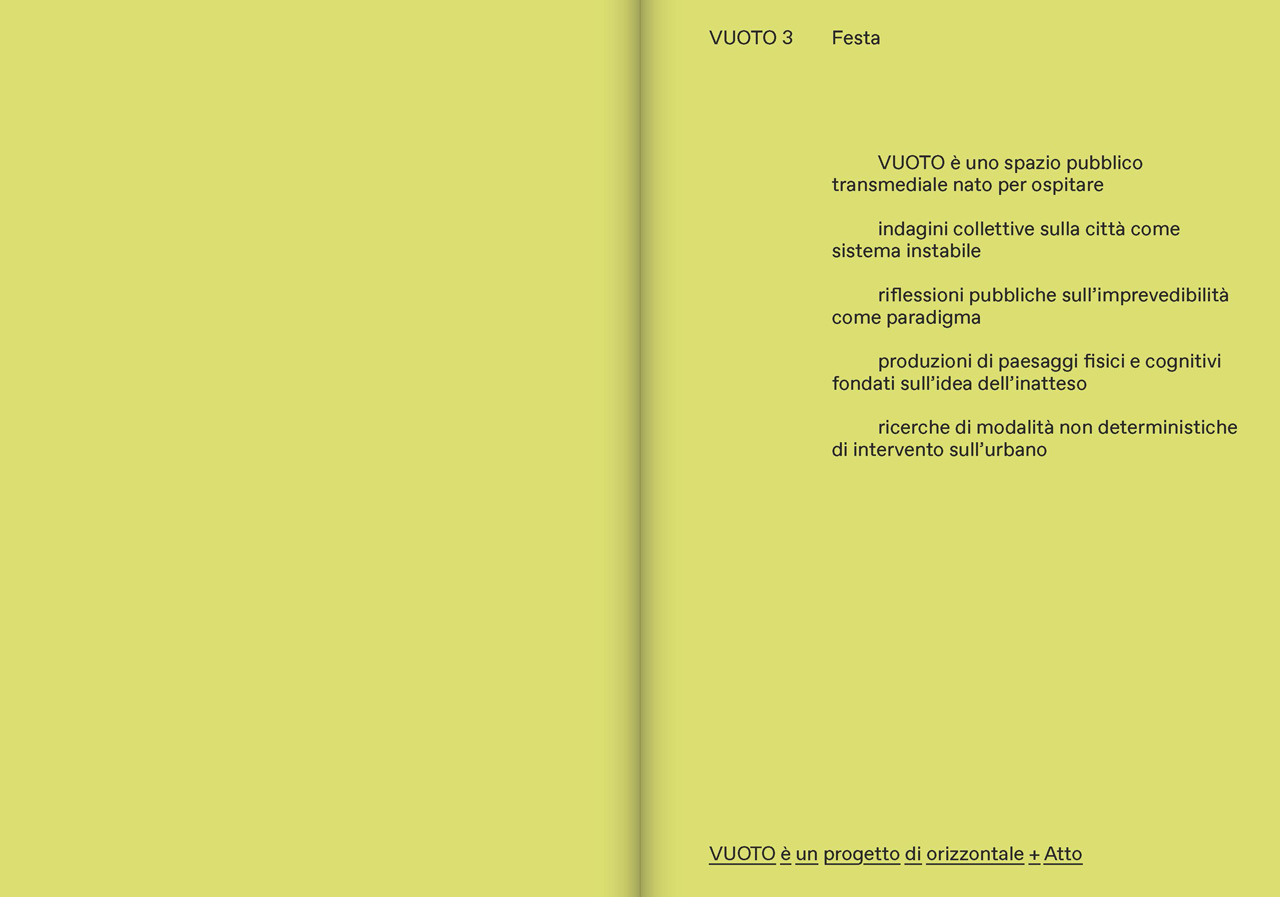 VUOTO 3 Festa
VUOTO è uno spazio pubblico
transmediale nato per ospitare
indagini collettive sulla città come
sistema instabile
riflessioni pubbliche sull’imprevedibilità
come paradigma
produzioni di paesaggi fisici e cognitivi
fondati sull’idea dell’inatteso
ricerche di modalità non deterministiche
di intervento sull’urbano
VUOTO è un progetto di orizzontale + Atto